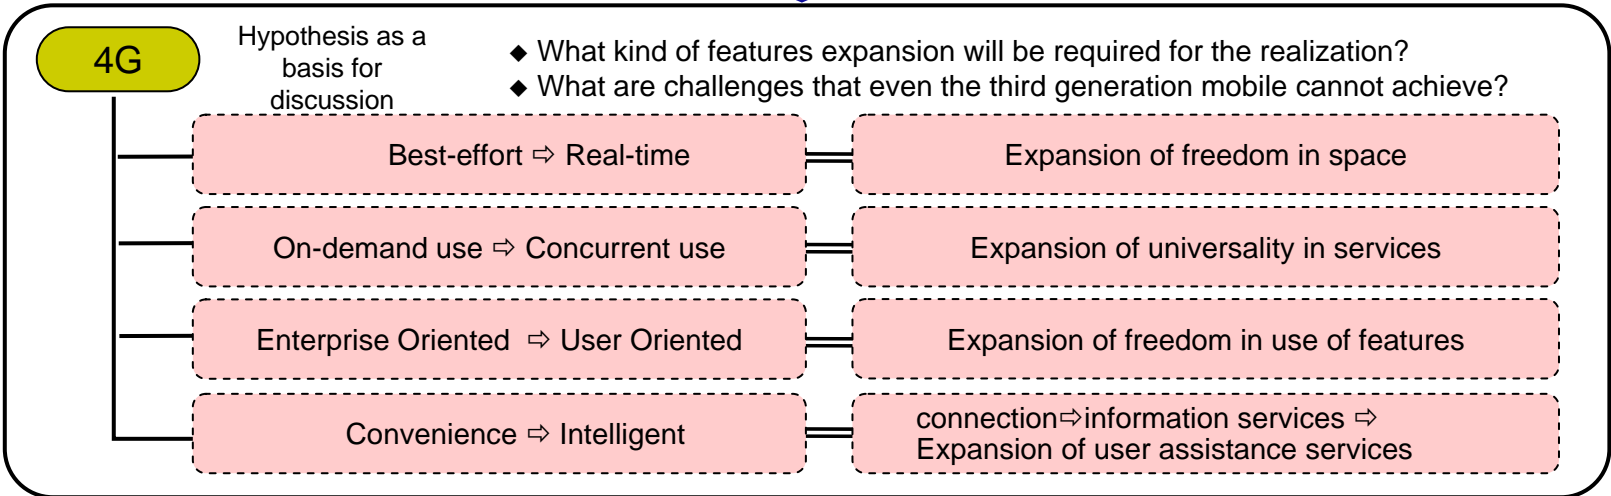 4G
Hypothesis as a
basis for
discussion
◆ What kind of features expansion will be required for the realization?
◆ What are challenges that even the third generation mobile cannot achieve?
Best-effort ⇨ Real-time
Expansion of freedom in space
On-demand use ⇨ Concurrent use
Expansion of universality in services
Enterprise Oriented ⇨ User Oriented
Expansion of freedom in use of features
Convenience ⇨ Intelligent
connection⇨information services ⇨
Expansion of user assistance services